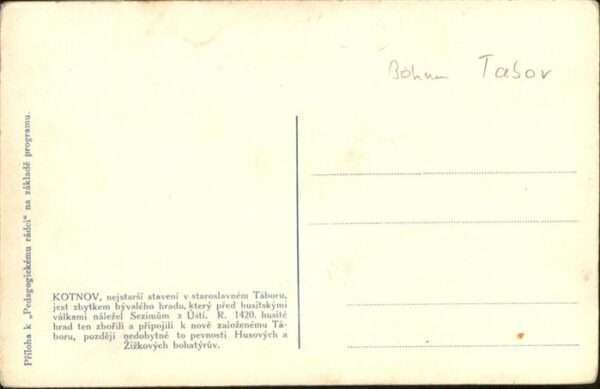 Böhm Tabor
Příloha k „Pedagogickému rádci" na základě programu.
KOTNOV, nejstarší stavení v staroslavném Táboru,
jest zbytkem bývalého hradu, který před husitskými
válkami náležel Sezimům z Ústí. R. 1420. husité
hrad ten zbořili a připojili k nově založenému Tá-
boru, později nedobytné to pevnosti Husových a
Žižkových bohatýrův.